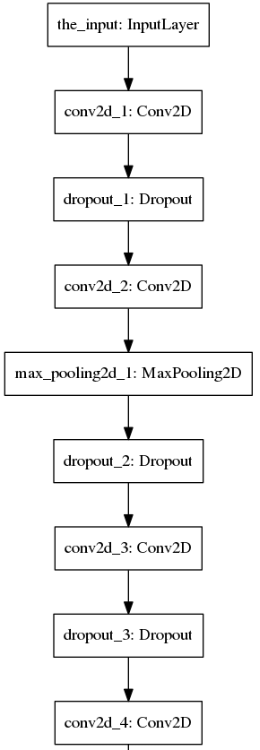 the_input: InputLayer
conv2d_1: Conv2D
dropout_1: Dropout
conv2d_2: Conv2D
max_pooling2d_1: MaxPooling2D
dropout_2: Dropout
conv2d_3: Conv2D
dropout_3: Dropout
conv2d_4: Conv2D